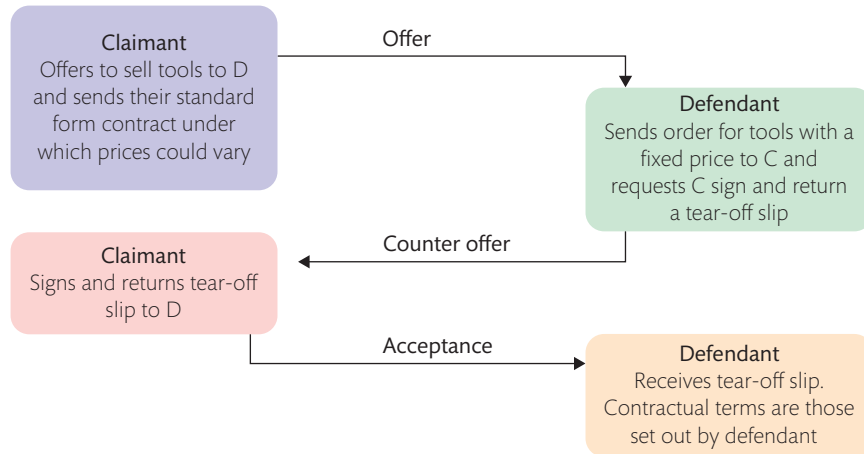 Claimant
Offers to sell tools to D
and sends their standard
form contract under
which prices could vary
Offer
Defendant
Sends order for tools with a
fixed price to C and
requests C sign and return
a tear-off slip
Counter offer
Claimant
Signs and returns tear-off
slip to D
Acceptance
Defendant
Receives tear-off slip.
Contractual terms are those
set out by defendant